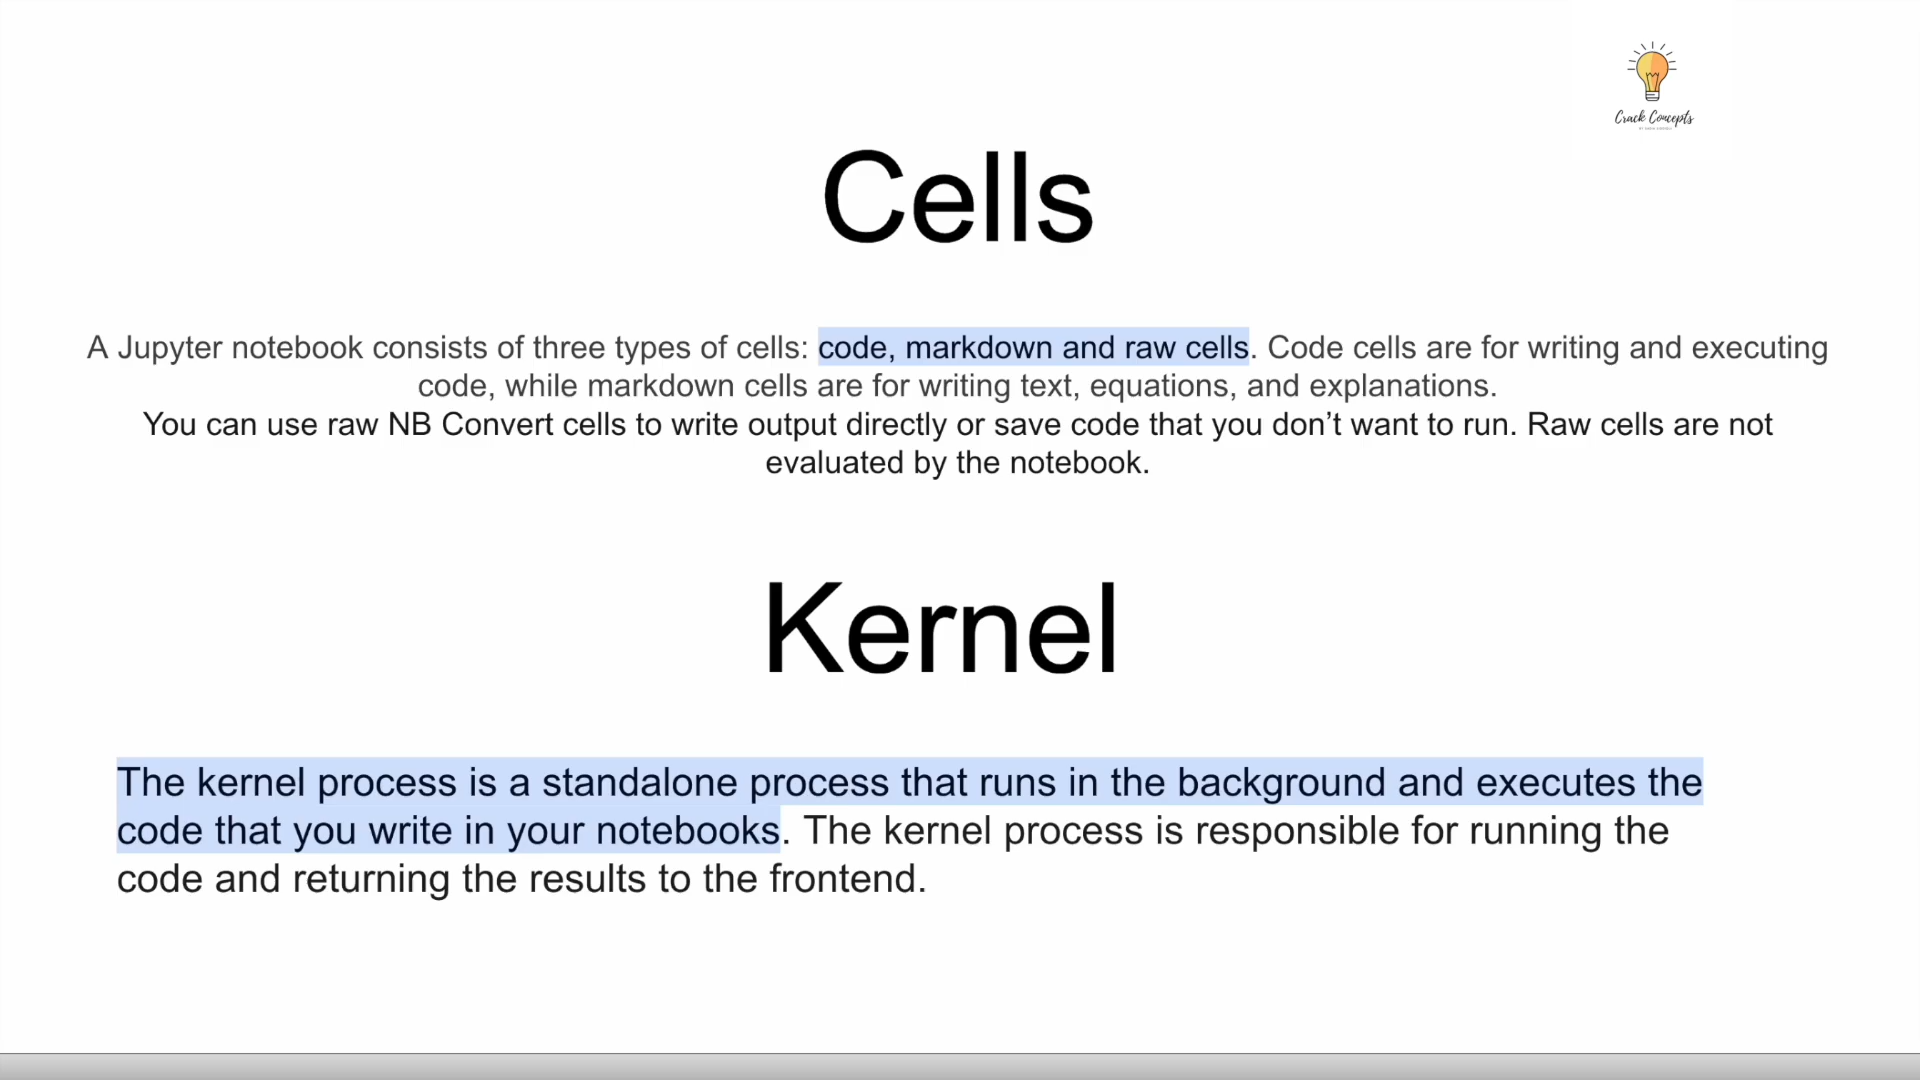 Crack Concepts
Cells
A Jupyter notebook consists of three types of cells: code, markdown and raw cells. Code cells are for writing and executing
code, while markdown cells are for writing text, equations, and explanations.
You can use raw NB Convert cells to write output directly or save code that you don’t want to run. Raw cells are not
evaluated by the notebook.
Kernel
The kernel process is a standalone process that runs in the background and executes the
code that you write in your notebooks. The kernel process is responsible for running the
code and returning the results to the frontend.